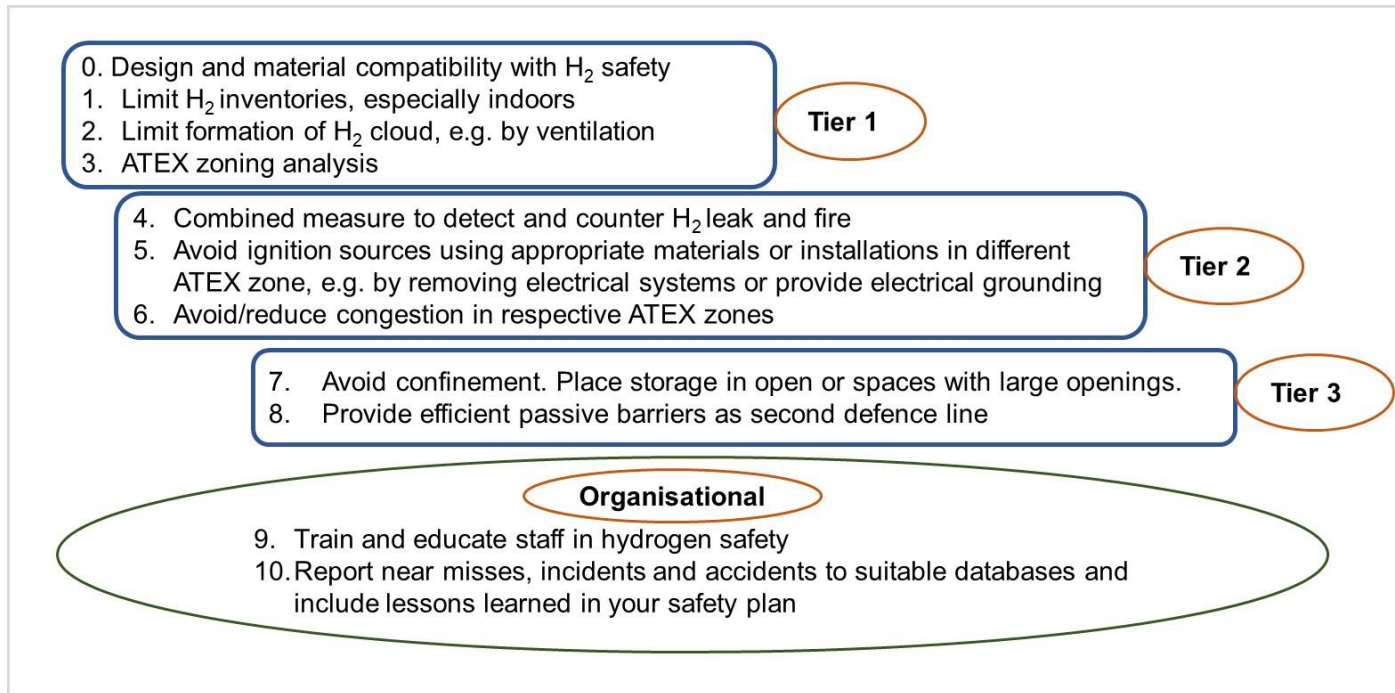 0. Design and material compatibility with H₂ safety
1. Limit H₂ inventories, especially indoors
2. Limit formation of H₂ cloud, e.g. by ventilation
3. ATEX zoning analysis
Tier 1
4. Combined measure to detect and counter H₂ leak and fire
5. Avoid ignition sources using appropriate materials or installations in different
ATEX zone, e.g. by removing electrical systems or provide electrical grounding
6. Avoid/reduce congestion in respective ATEX zones
Tier 2
7. Avoid confinement. Place storage in open or spaces with large openings.
8. Provide efficient passive barriers as second defence line
Tier 3
Organisational
9. Train and educate staff in hydrogen safety
10. Report near misses, incidents and accidents to suitable databases and
include lessons learned in your safety plan